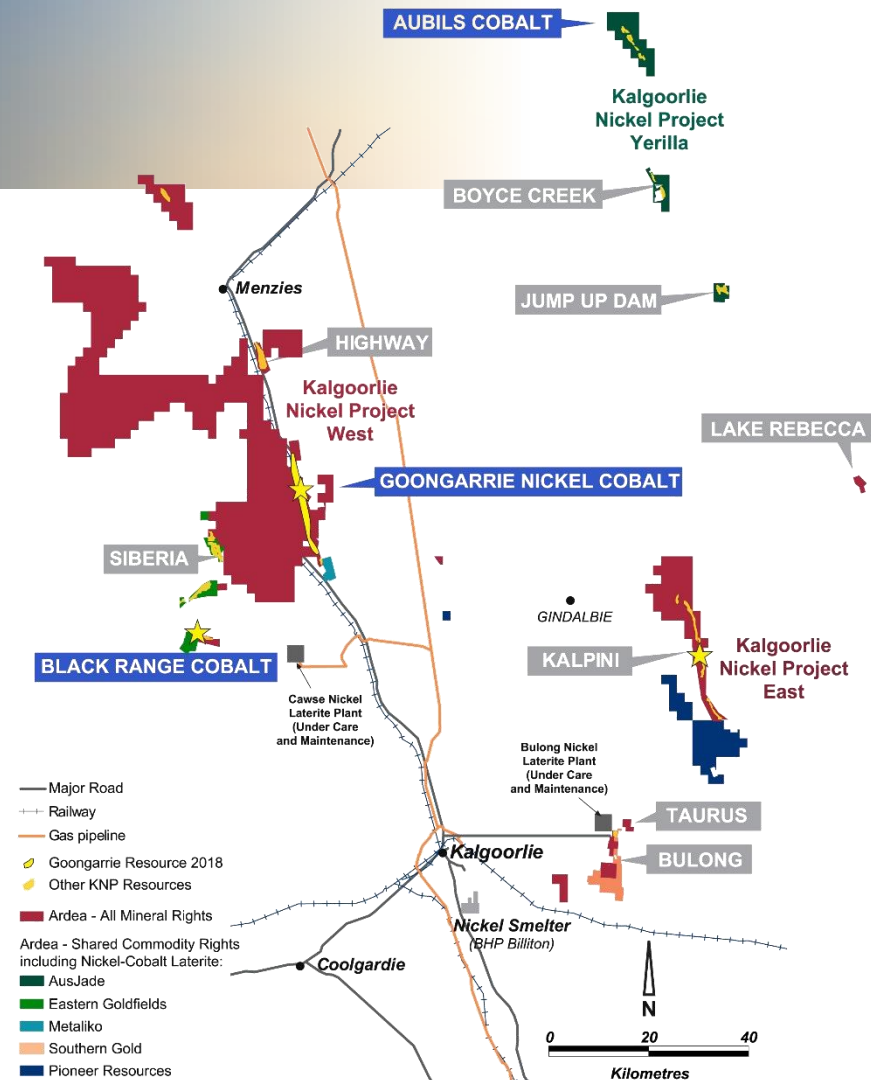 AUBILS COBALT
Kalgoorlie
Nickel Project
Yerilla
BOYCE CREEK
Menzies
JUMP UP DAM
HIGHWAY
Kalgoorlie
Nickel Project
West
LAKE REBECCA
GOONGARRIE NICKEL COBALT
SIBERIA
GINDALBIE
KALPINI
Kalgoorlie
Nickel Project
East
BLACK RANGE COBALT
Cawse Nickel
Laterite Plant
(Under Care
and Maintenance)
Bulong Nickel
Laterite Plant
(Under Care
and Maintenance)
TAURUS
BULONG
Kalgoorlie
Nickel Smelter
(BHP Billiton)
Coolgardie
Major Road
Railway
Gas pipeline
Goongarrie Resource 2018
Other KNP Resources
Ardea - All Mineral Rights
Ardea - Shared Commodity Rights
including Nickel-Cobalt Laterite:
AusJade
Eastern Goldfields
Metaliko
Southern Gold
Pioneer Resources
N
0 20 40
Kilometres